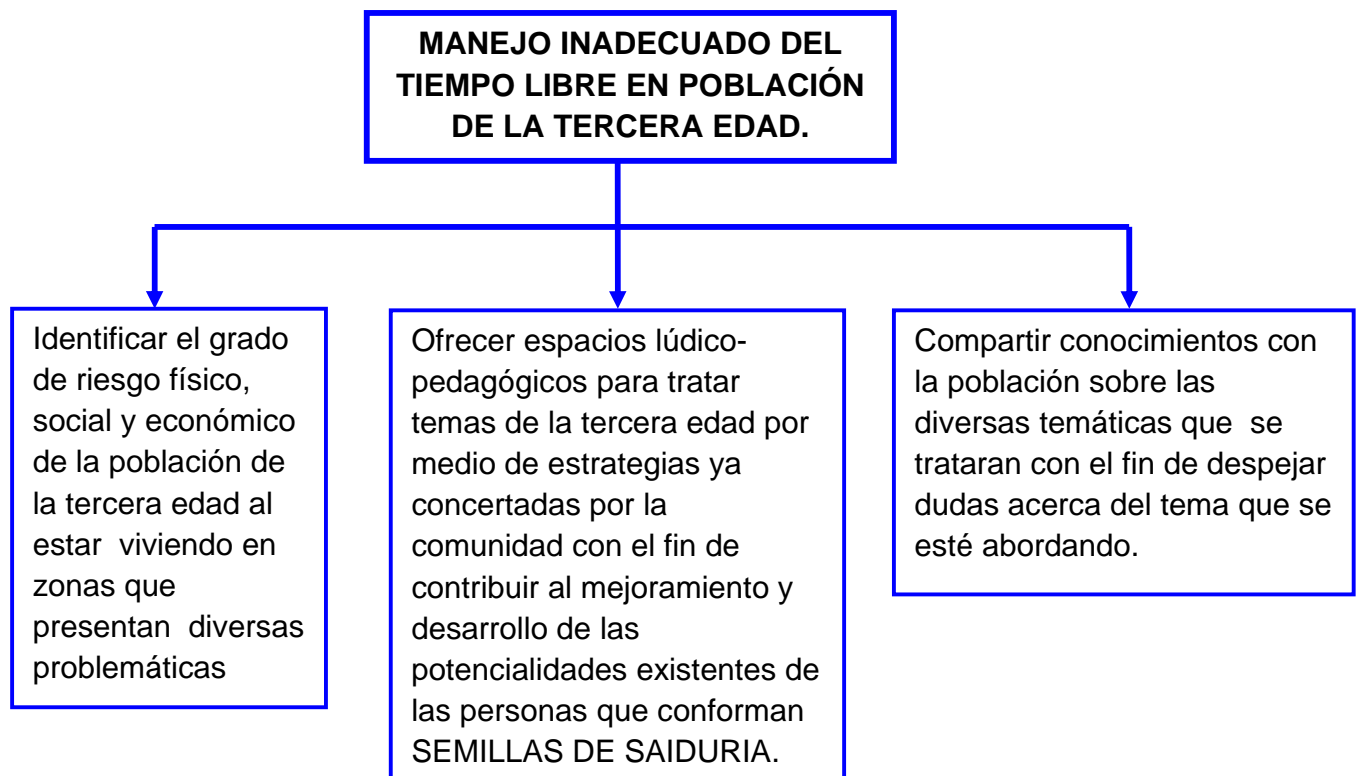 MANEJO INADECUADO DEL
TIEMPO LIBRE EN POBLACIÓN
DE LA TERCERA EDAD.
Identificar el grado
de riesgo físico,
social y económico
de la población de
la tercera edad al
estar viviendo en
zonas que
presentan diversas
problemáticas
Ofrecer espacios lúdico-
pedagógicos para tratar
temas de la tercera edad por
medio de estrategias ya
concertadas por la
comunidad con el fin de
contribuir al mejoramiento y
desarrollo de las
potencialidades existentes de
las personas que conforman
SEMILLAS DE SAIDURIA.
Compartir conocimientos con
la población sobre las
diversas temáticas que se
trataran con el fin de despejar
dudas acerca del tema que se
esté abordando.